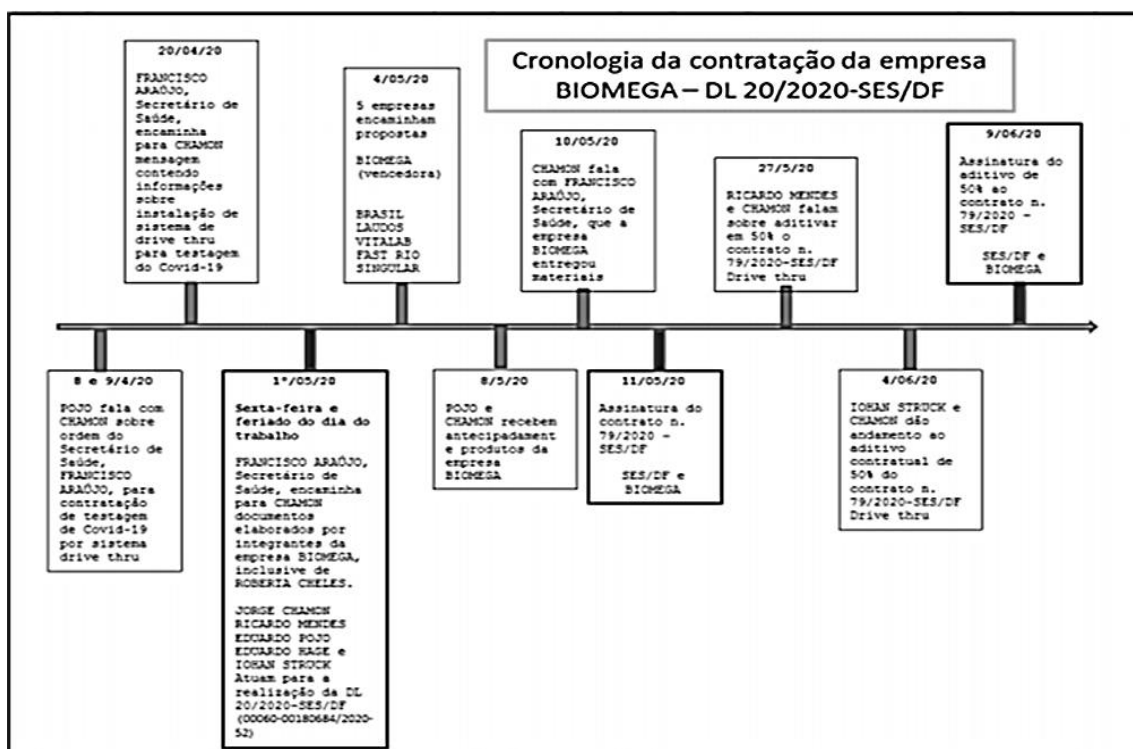 Cronologia da contratação da empresa
BIOMEGA – DL 20/2020-SES/DF
20/04/20
FRANCISCO
ARAÚJO,
Secretário de
Saúde,
encaminha
para CHAMON
mensagem
contendo
informações
sobre
instalação de
sistema de
drive thru
para testagem
do Covid-19
4/05/20
5 empresas
encaminham
propostas
BIOMEGA
(vencedora)
BRASIL
LAUDOS
VITALAB
FAST RIO
SINGULAR
10/05/20
CHAMON fala
com FRANCISCO
ARAÚJO,
Secretário de
Saúde, que a
empresa
BIOMEGA
entregou
materiais
27/5/20
RICARDO MENDES
e CHAMON falam
sobre aditivar
em 50% o
contrato n.
79/2020-SES/DF
Drive thru
9/06/20
Assinatura do
aditivo de
50% ao
contrato n.
79/2020 –
SES/DF
SES/DF e
BIOMEGA
8 e 9/4/20
POJO fala com
CHAMON sobre
ordem do
Secretário de
Saúde,
FRANCISCO
ARAÚJO, para
contratação
de testagem
de Covid-19
por sistema
drive thru
1°/05/20
Sexta-feira e
feriado do dia do
trabalho
FRANCISCO ARAÚJO,
Secretário de
Saúde, encaminha
para CHAMON
documentos
elaborados por
integrantes da
empresa BIOMEGA,
inclusive de
ROBERTA CHELES.
JORGE CHAMON
RICARDO MENDES
EDUARDO POJO
EDUARDO HAGE e
IOHAN STRUCK
Atuam para a
realização da DL
20/2020-SES/DF
(00060-00180684/2020-
52)
8/5/20
POJO e
CHAMON recebem
antecipadament
e produtos da
empresa
BIOMEGA
11/05/20
Assinatura do
contrato n.
79/2020 –
SES/DF
SES/DF e
BIOMEGA
4/06/20
IOHAN STRUCK e
CHAMON dão
andamento ao
aditivo
contratual de
50% do
contrato n.
79/2020-SES/DF
Drive thru